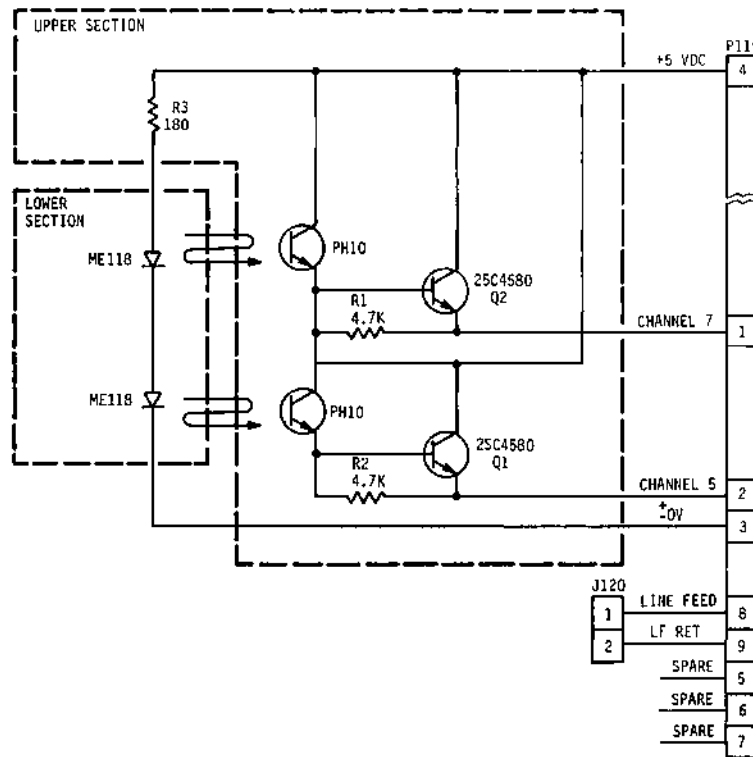 UPPER SECTION
P11
+5 VDC
4
R3
180
LOWER
SECTION
ME118
PH10
2SC4580
Q2
R1
4.7K
CHANNEL 7
1
ME118
PH10
2SC4580
Q1
R2
4.7K
CHANNEL 5
2
+
-0V
3
J120
1
LINE FEED
8
2
LF RET
9
SPARE
5
SPARE
6
SPARE
7